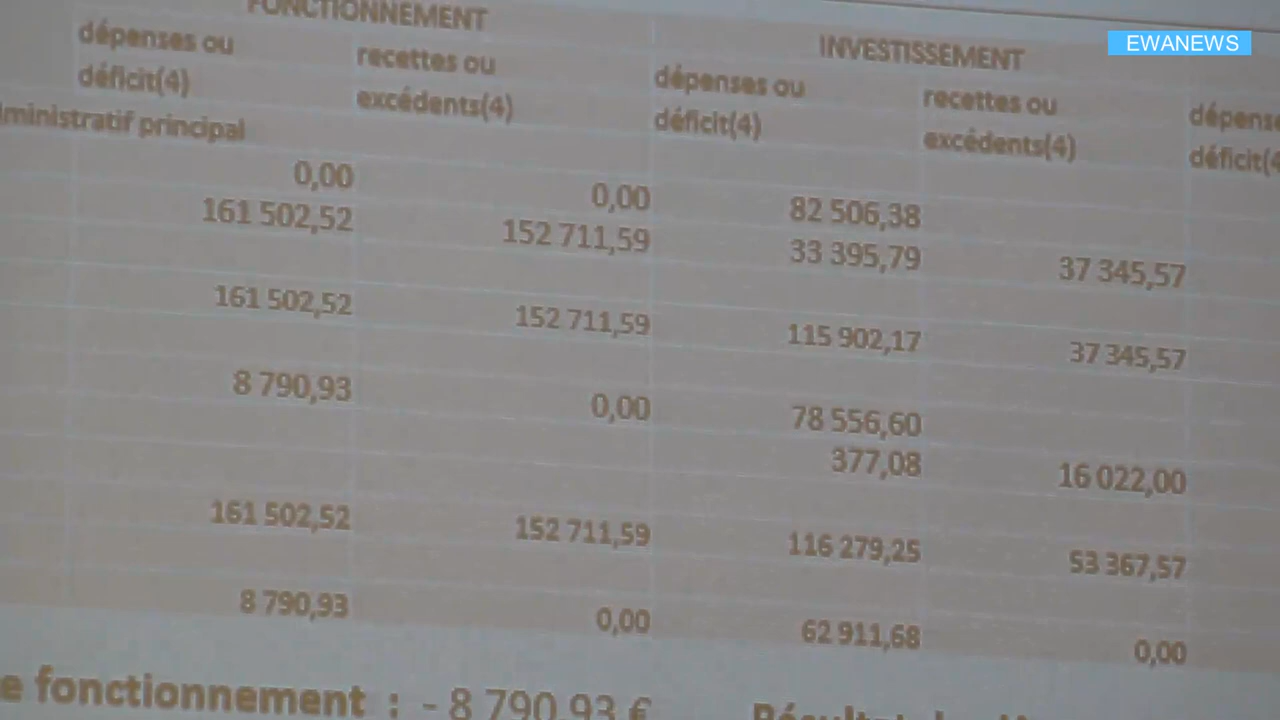 FONCTIONNEMENT INVESTISSEMENT
EWANEWS
dépenses ou recettes ou dépenses ou recettes ou
déficit(4) excédents(4) déficit(4) excédents(4)
principal
0,00 0,00 82 506,38
161 502,52 152 711,59 33 395,79 37 345,57
161 502,52 152 711,59 115 902,17 37 345,57
8 790,93 0,00 78 556,60
377,08 16 022,00
161 502,52 152 711,59 116 279,25 53 367,57
8 790,93 0,00 62 911,68 0,00
e fonctionnement : - 8 790,93 €